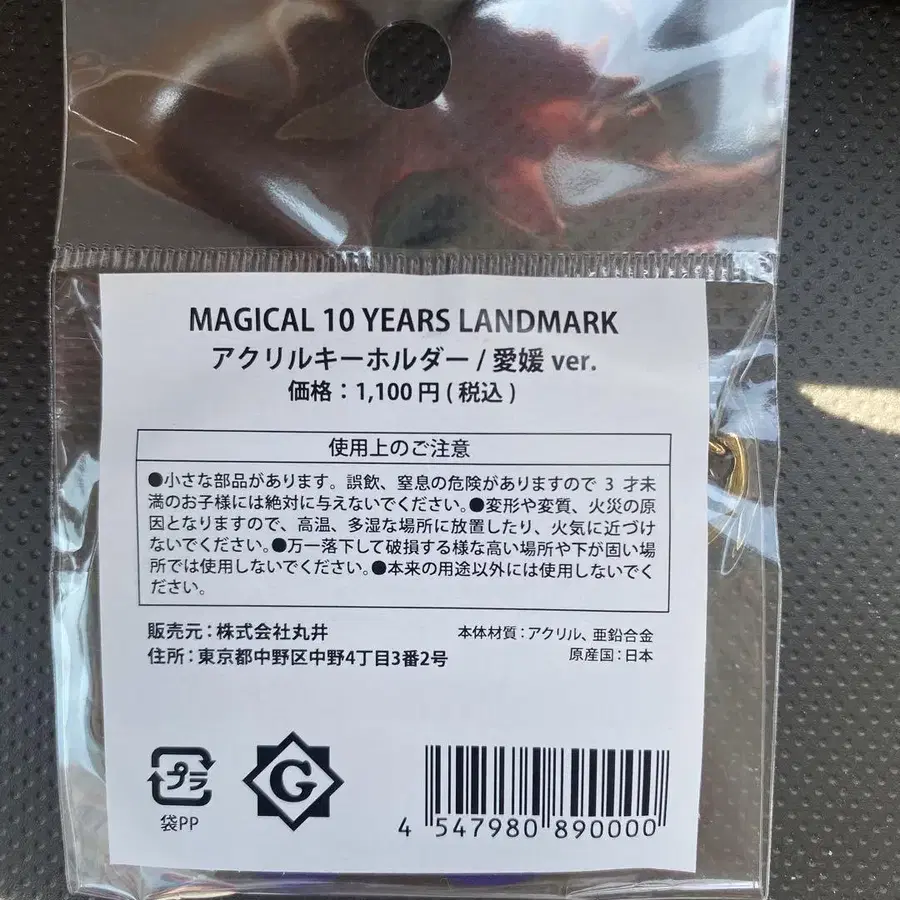 MAGICAL 10 YEARS LANDMARK
アクリルキーホルダー / 愛媛 ver.
価格：1,100 円 ( 税込 )
使用上のご注意
●小さな部品があります。誤飲、窒息の危険がありますので 3 才未
満のお子様には絶対に与えないでください。●変形や変質、火災の原
因となりますので、高温、多湿な場所に放置したり、火気に近づけ
ないでください。●万一落下して破損する様な高い場所や下が固い場
所では使用しないでください。●本来の用途以外には使用しないでく
ださい。
販売元：株式会社丸井
本体材質：アクリル、亜鉛合金
住所：東京都中野区中野4丁目3番2号
原産国：日本
プラ
袋PP
G
4 547980 890000